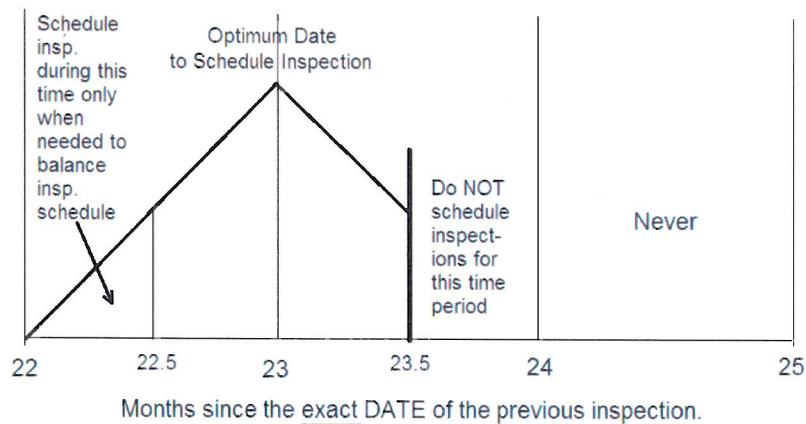 Schedule
insp.
during this
time only
when
needed to
balance
insp.
schedule
Optimum Date
to Schedule Inspection
Do NOT
schedule
inspect-
ions for
this time
period
Never
22
22.5
23
23.5
24
25
Months since the exact DATE of the previous inspection.